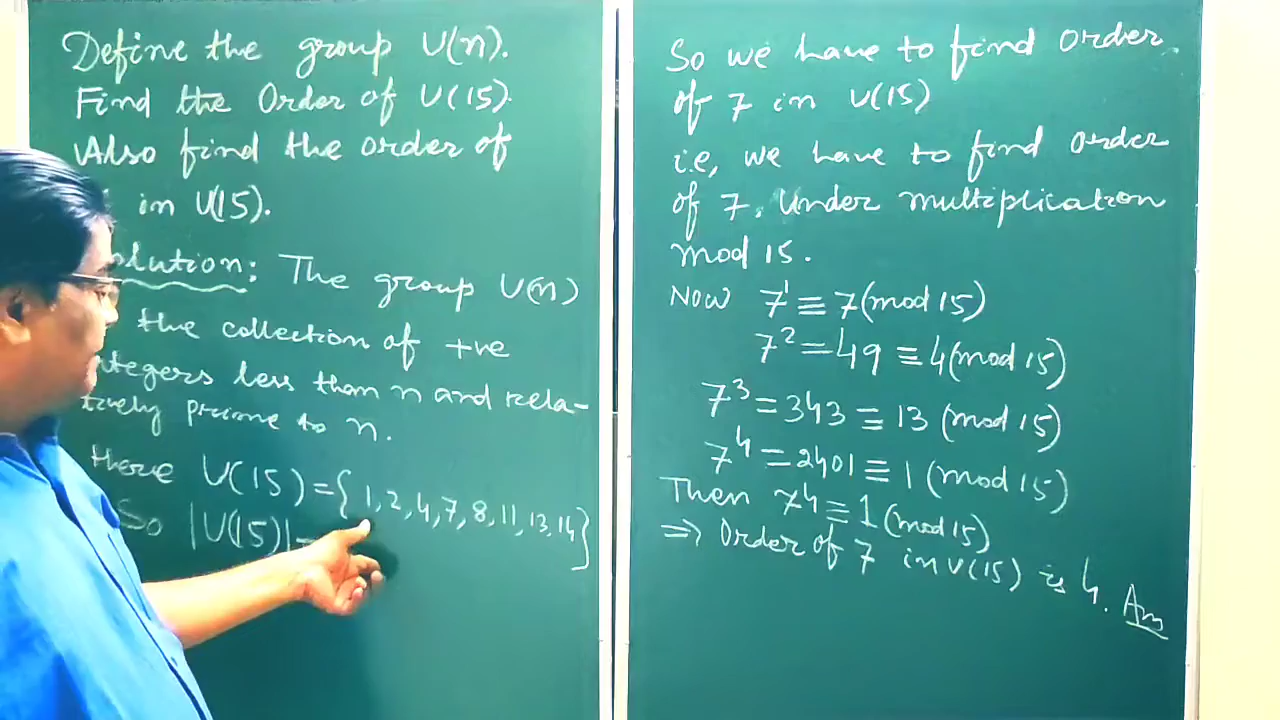 Define the group U(n).
Find the Order of U(15).
Also find the order of
in U(15).
olution: The group U(n)
the collection of +ve
ntegers less than n and rela-
tively prime to n.
here U(15) = {1, 2, 4, 7, 8, 11, 13, 14}
So |U(15)| =
So we have to find order
of 7 in U(15)
i.e, we have to find order
of 7. Under multiplication
mod 15.
Now 7¹ ≡ 7 (mod 15)
7² = 49 ≡ 4 (mod 15)
7³ = 343 ≡ 13 (mod 15)
7⁴ = 2401 ≡ 1 (mod 15)
Then 7⁴ ≡ 1 (mod 15)
⇒ Order of 7 in U(15) is 4. Ans